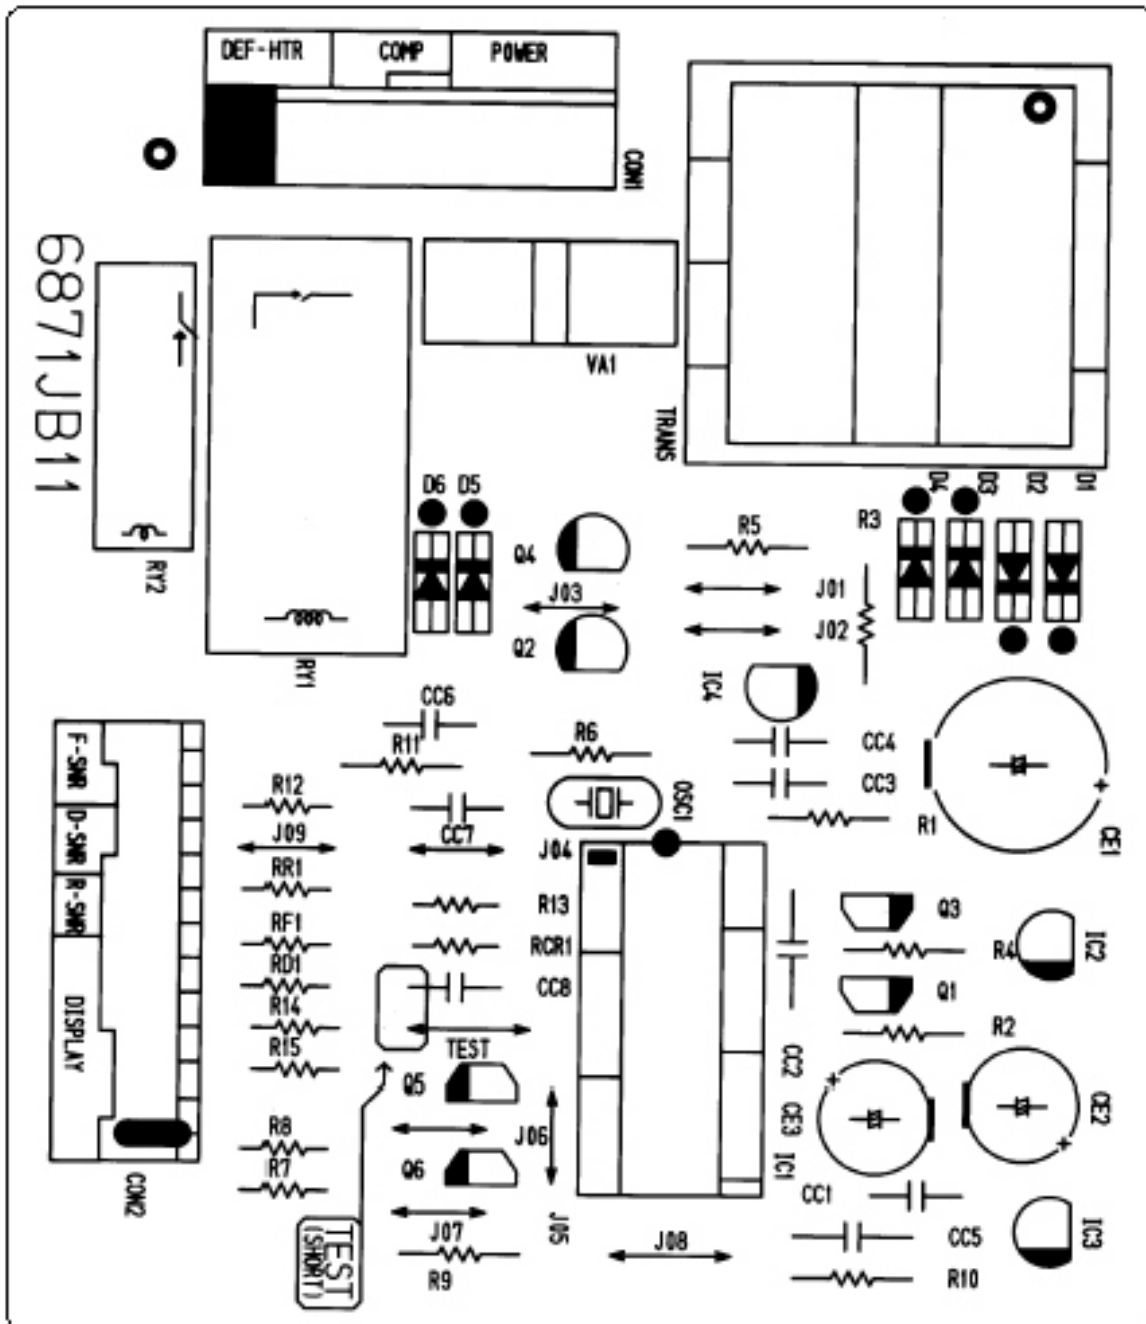 DEF-HTR COMP POWER
CON1
6871JB11
VA1
TRANS
D6 D5
D4 D3 D2 D1
R3
R5
Q4
J03
J01
RY2
J02
Q2
RY1
IC4
CC6
R11
R6
CC4
F-SNR
R12
CC3
OSC1
R1
CE1
D-SNR
J09
CC7
J04
RR1
R-SNR
R13
Q3
RF1
RCR1
R4
IC2
RD1
CC8
Q1
DISPLAY
R14
R2
R15
TEST
CC2
Q5
CE3
CE2
R8
J06
Q6
IC1
R7
CON2
CC1
J07
J05
J08
CC5
IC3
TEST
(SHORT)
R9
R10